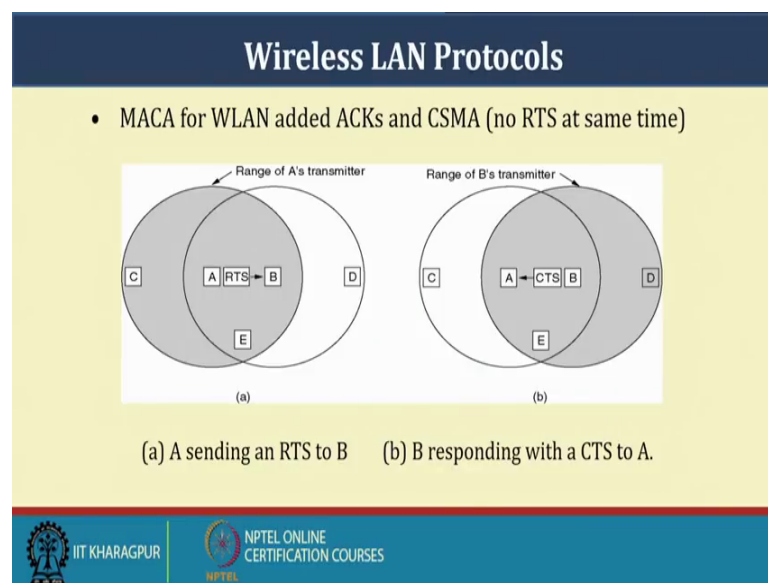 Wireless LAN Protocols
• MACA for WLAN added ACKs and CSMA (no RTS at same time)
Range of A's transmitter
Range of B's transmitter
C A RTS B D
C A CTS B D
E
E
(a)
(b)
(a) A sending an RTS to B
(b) B responding with a CTS to A.
IIT KHARAGPUR
NPTEL ONLINE
CERTIFICATION COURSES
NPTEL